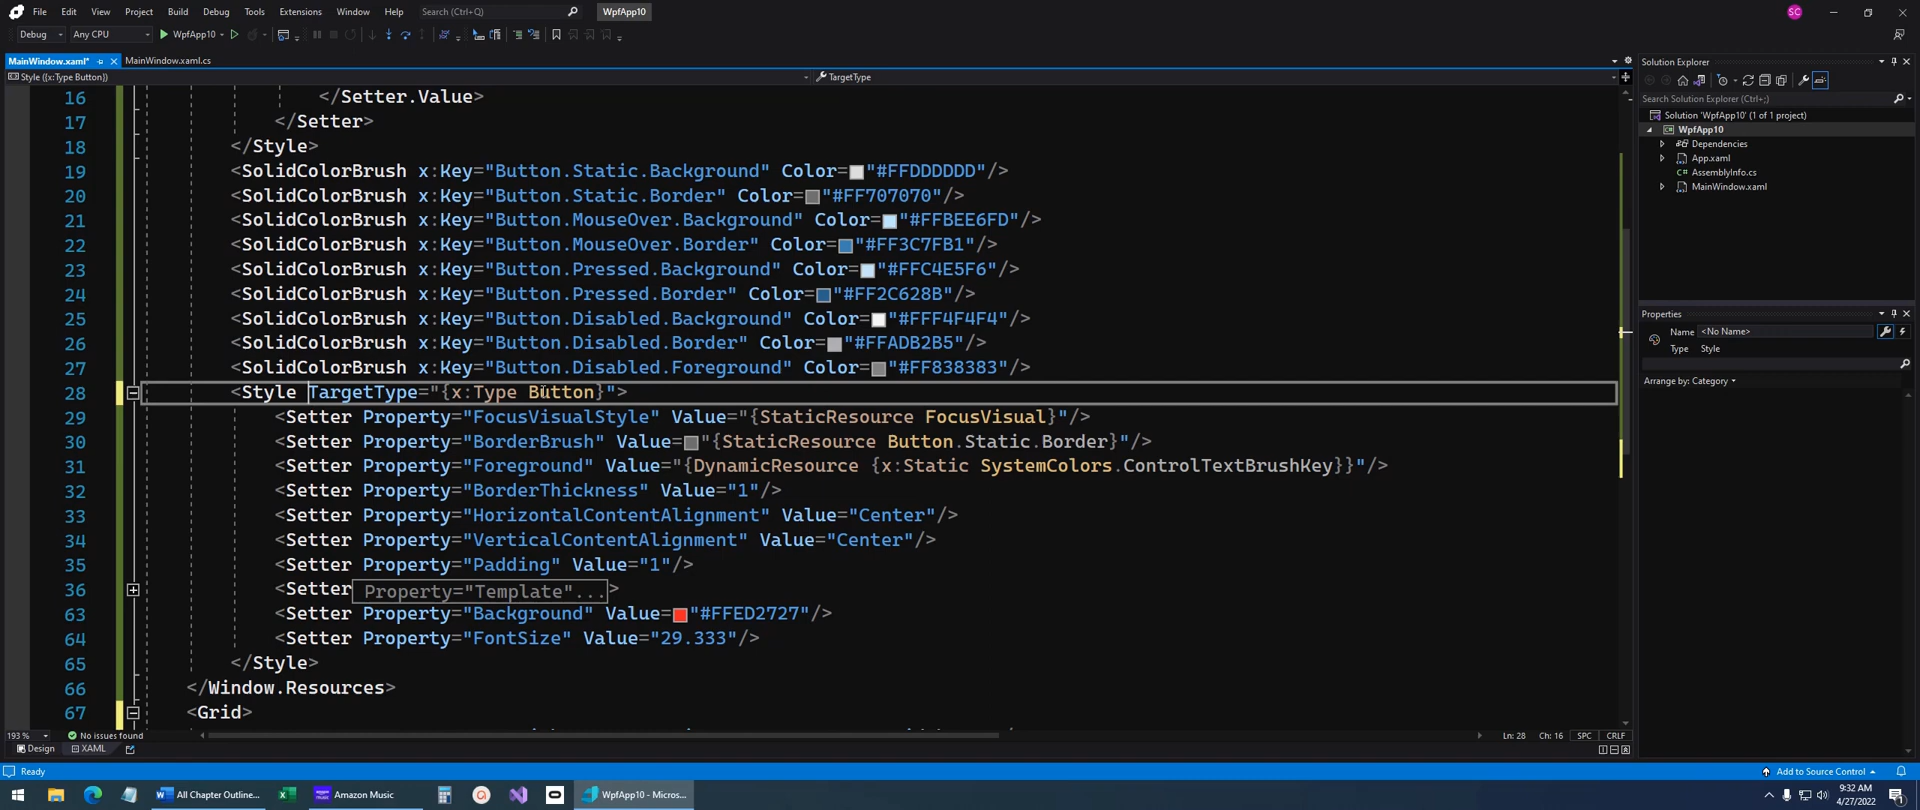 File Edit View Project Build Debug Tools Extensions Window Help Search (Ctrl+Q) WpfApp10 SC
Debug Any CPU WpfApp10
MainWindow.xaml* MainWindow.xaml.cs
Style ({x:Type Button}) TargetType
16 </Setter.Value>
17 </Setter>
18 </Style>
19 <SolidColorBrush x:Key="Button.Static.Background" Color="#FFDDDDDD"/>
20 <SolidColorBrush x:Key="Button.Static.Border" Color="#FF707070"/>
21 <SolidColorBrush x:Key="Button.MouseOver.Background" Color="#FFBEE6FD"/>
22 <SolidColorBrush x:Key="Button.MouseOver.Border" Color="#FF3C7FB1"/>
23 <SolidColorBrush x:Key="Button.Pressed.Background" Color="#FFC4E5F6"/>
24 <SolidColorBrush x:Key="Button.Pressed.Border" Color="#FF2C628B"/>
25 <SolidColorBrush x:Key="Button.Disabled.Background" Color="#FFF4F4F4"/>
26 <SolidColorBrush x:Key="Button.Disabled.Border" Color="#FFADB2B5"/>
27 <SolidColorBrush x:Key="Button.Disabled.Foreground" Color="#FF838383"/>
28 <Style TargetType="{x:Type Button}">
29 <Setter Property="FocusVisualStyle" Value="{StaticResource FocusVisual}"/>
30 <Setter Property="BorderBrush" Value="{StaticResource Button.Static.Border}"/>
31 <Setter Property="Foreground" Value="{DynamicResource {x:Static SystemColors.ControlTextBrushKey}}"/>
32 <Setter Property="BorderThickness" Value="1"/>
33 <Setter Property="HorizontalContentAlignment" Value="Center"/>
34 <Setter Property="VerticalContentAlignment" Value="Center"/>
35 <Setter Property="Padding" Value="1"/>
36 <Setter Property="Template"...>
63 <Setter Property="Background" Value="#FFED2727"/>
64 <Setter Property="FontSize" Value="29.333"/>
65 </Style>
66 </Window.Resources>
67 <Grid>
193 % No issues found Ln: 28 Ch: 16 SPC CRLF
Design XAML
Solution Explorer
Search Solution Explorer (Ctrl+;)
Solution 'WpfApp10' (1 of 1 project)
WpfApp10
Dependencies
App.xaml
AssemblyInfo.cs
MainWindow.xaml
Properties
Name <No Name>
Type Style
Arrange by: Category
Ready Add to Source Control
All Chapter Outline... Amazon Music WpfApp10 - Micros... 9:32 AM
4/27/2022